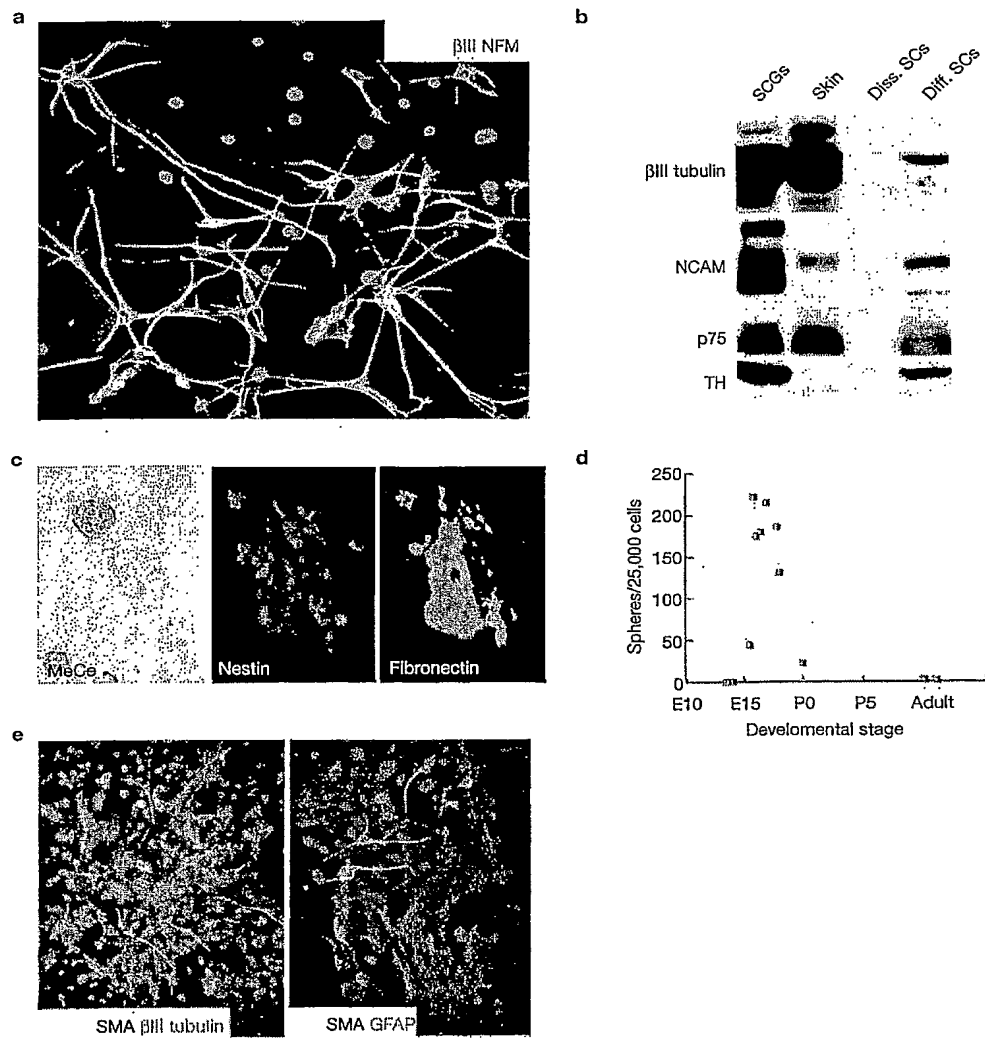 a
βIII NFM
b
SCGs
Skin
Diss. SCs
Diff. SCs
βIII tubulin
NCAM
p75
TH
c
MeCe
Nestin
Fibronectin
d
250
200
150
100
50
0
Spheres/25,000 cells
E10 E15 P0 P5 Adult
Develomental stage
e
SMA βIII tubulin
SMA GFAP